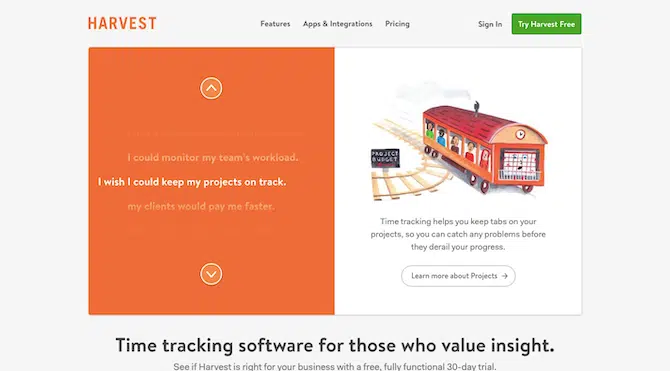 HARVEST
Features
Apps & Integrations
Pricing
Sign In
Try Harvest Free
I could monitor my team's workload.
I wish I could keep my projects on track.
my clients would pay me faster.
PROJECT
BUDGET
Time tracking helps you keep tabs on your
projects, so you can catch any problems before
they derail your progress.
Learn more about Projects →
Time tracking software for those who value insight.
See if Harvest is right for your business with a free, fully functional 30-day trial.